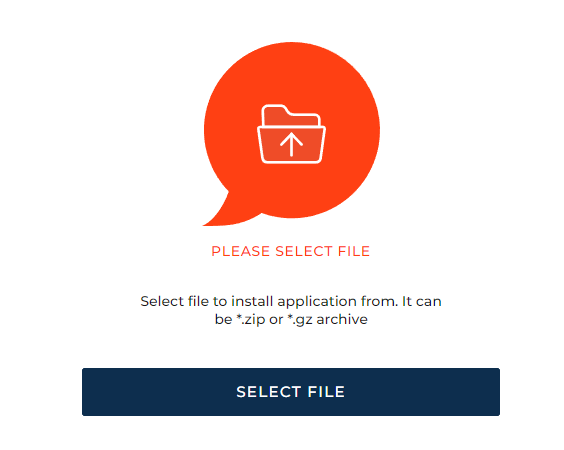 PLEASE SELECT FILE
Select file to install application from. It can
be *.zip or *.gz archive
SELECT FILE